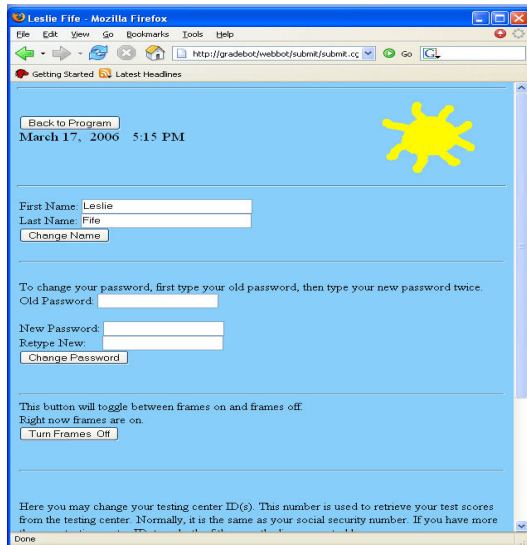 Leslie Fife - Mozilla Firefox
File Edit View Go Bookmarks Tools Help
http://gradebot/webbot/submit/submit.cg Go G
Getting Started Latest Headlines
Back to Program
March 17, 2006 5:15 PM
First Name: Leslie
Last Name: Fife
Change Name
To change your password, first type your old password, then type your new password twice.
Old Password:
New Password:
Retype New:
Change Password
This button will toggle between frames on and frames off.
Right now frames are on.
Turn Frames Off
Here you may change your testing center ID(s). This number is used to retrieve your test scores
from the testing center. Normally, it is the same as your social security number. If you have more
Done